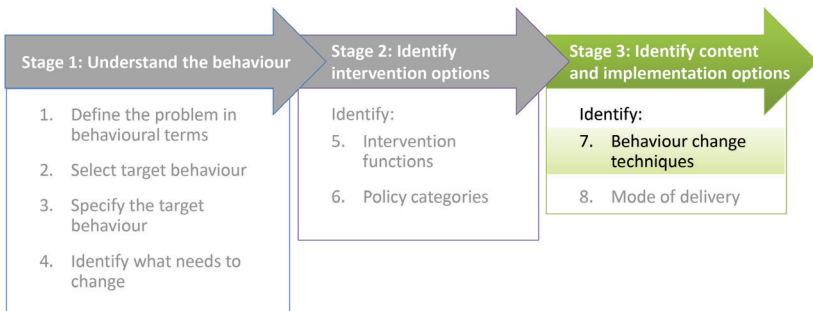 Stage 1: Understand the behaviour
1. Define the problem in
behavioural terms
2. Select target behaviour
3. Specify the target
behaviour
4. Identify what needs to
change
Stage 2: Identify
intervention options
Identify:
5. Intervention
functions
6. Policy categories
Stage 3: Identify content
and implementation options
Identify:
7. Behaviour change
techniques
8. Mode of delivery